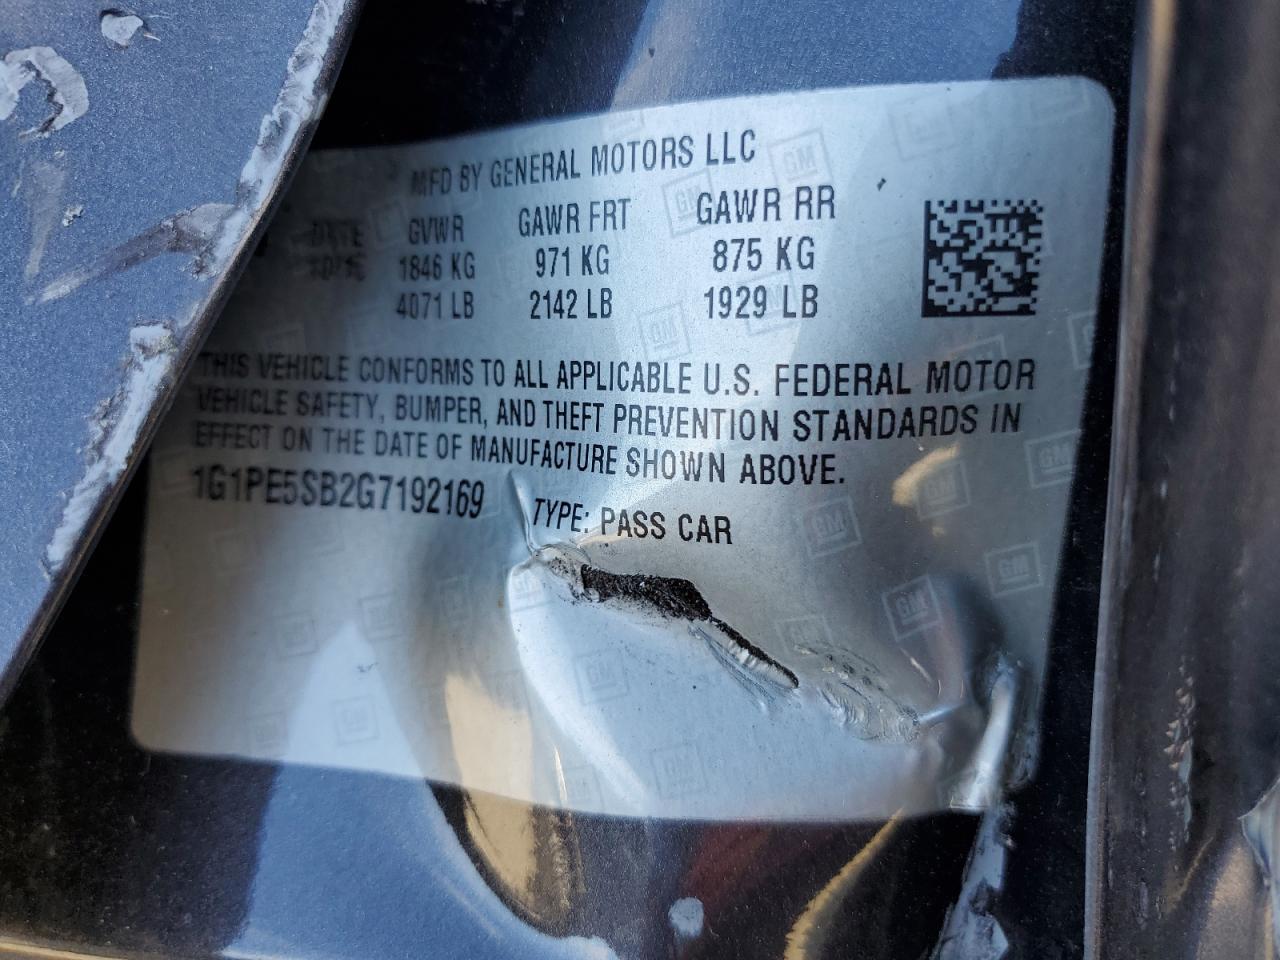 MFD BY GENERAL MOTORS LLC
DATE GVWR GAWR FRT GAWR RR
1846 KG 971 KG 875 KG
4071 LB 2142 LB 1929 LB
THIS VEHICLE CONFORMS TO ALL APPLICABLE U.S. FEDERAL MOTOR
VEHICLE SAFETY, BUMPER, AND THEFT PREVENTION STANDARDS IN
EFFECT ON THE DATE OF MANUFACTURE SHOWN ABOVE.
1G1PE5SB2G7192169 TYPE: PASS CAR